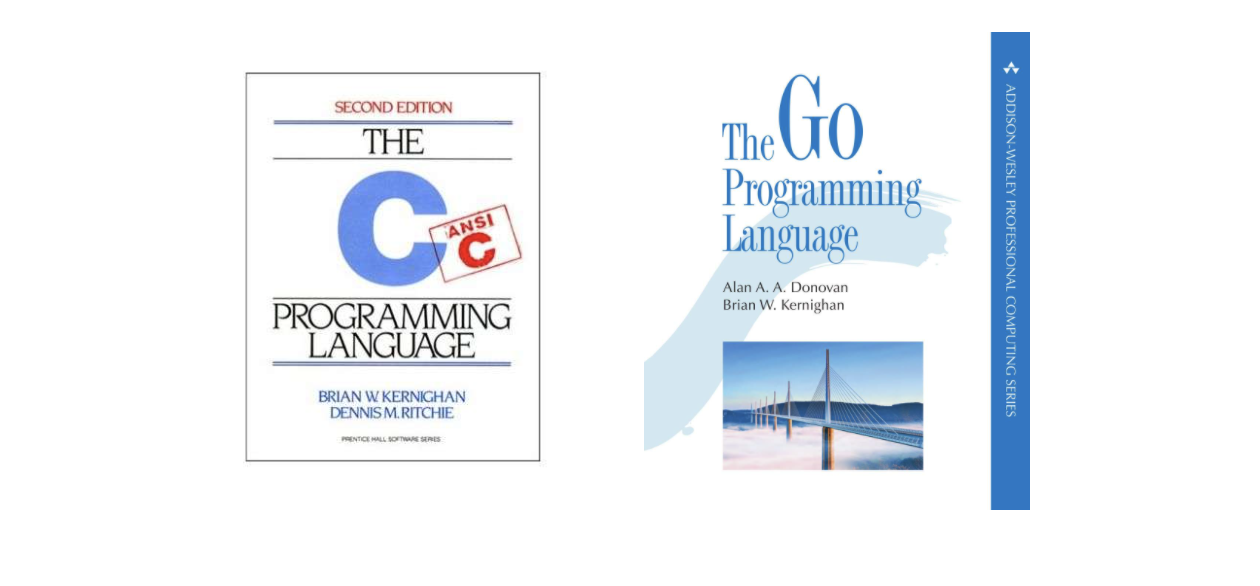 SECOND EDITION
THE
C
ANSI
C
PROGRAMMING
LANGUAGE
BRIAN W. KERNIGHAN
DENNIS M. RITCHIE
PRENTICE HALL SOFTWARE SERIES
The Go
Programming
Language
Alan A. A. Donovan
Brian W. Kernighan
ADDISON-WESLEY PROFESSIONAL COMPUTING SERIES